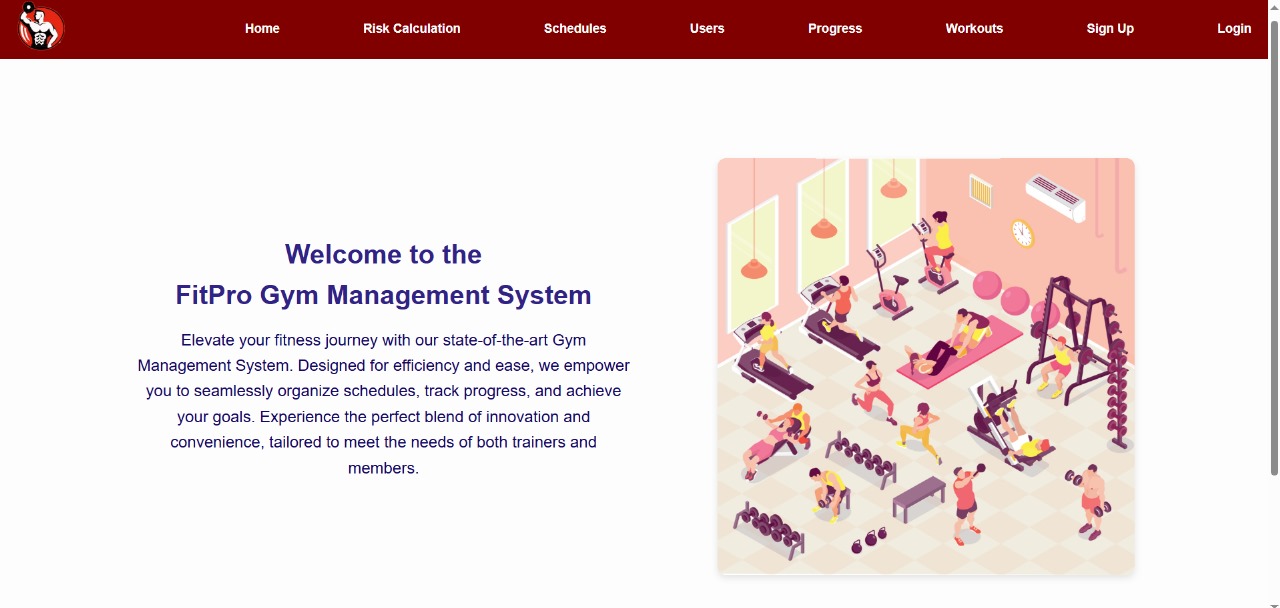 Home Risk Calculation Schedules Users Progress Workouts Sign Up Login
Welcome to the
FitPro Gym Management System
Elevate your fitness journey with our state-of-the-art Gym
Management System. Designed for efficiency and ease, we empower
you to seamlessly organize schedules, track progress, and achieve
your goals. Experience the perfect blend of innovation and
convenience, tailored to meet the needs of both trainers and
members.